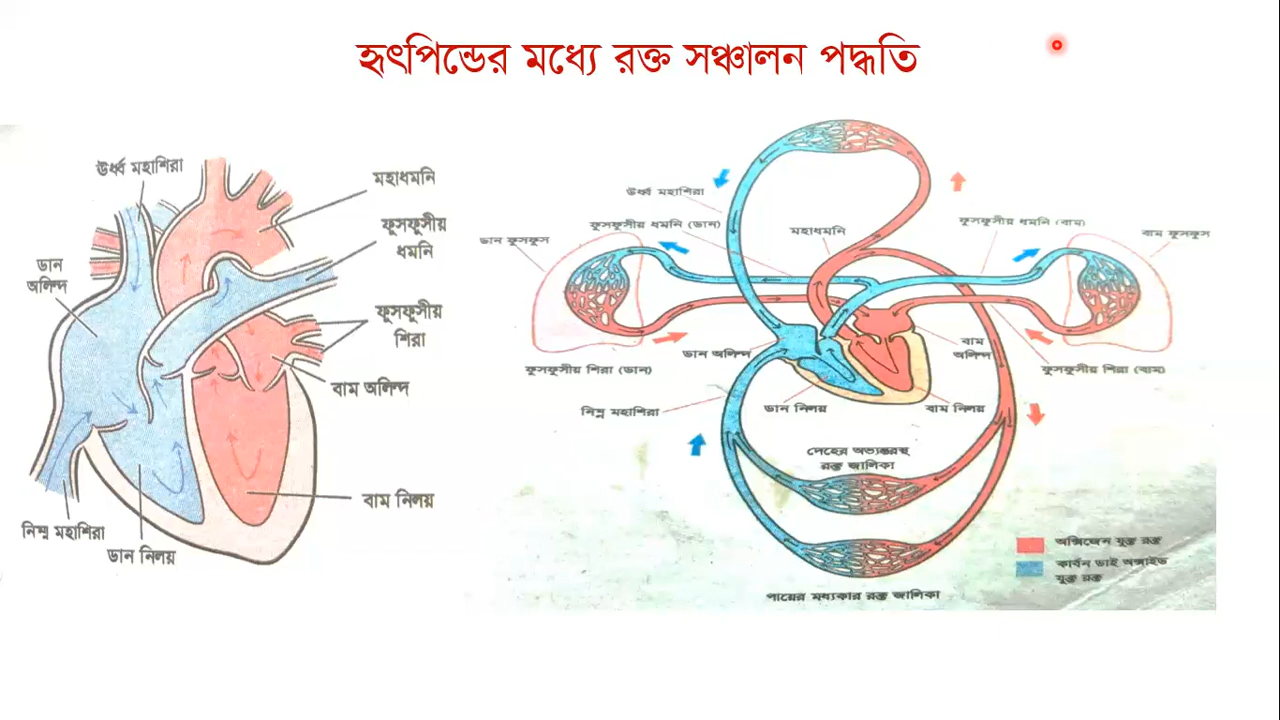 হৃৎপিন্ডের মধ্যে রক্ত সঞ্চালন পদ্ধতি
ঊর্ধ্ব মহাশিরা
মহাধমনি
ফুসফুসীয়
ধমনি
ডান
অলিন্দ
ফুসফুসীয়
শিরা
বাম অলিন্দ
বাম নিলয়
নিম্ম মহাশিরা
ডান নিলয়
ঊর্ধ্ব মহাশিরা
ফুসফুসীয় ধমনি (ডান)
ডান ফুসফুস
মহাধমনি
ফুসফুসীয় ধমনি (বাম)
বাম ফুসফুস
ডান অলিন্দ
বাম
অলিন্দ
ফুসফুসীয় শিরা (ডান)
ফুসফুসীয় শিরা (বাম)
নিম্ন মহাশিরা
ডান নিলয়
বাম নিলয়
দেহের অভ্যন্তরস্থ
রক্ত জালিকা
অক্সিজেন যুক্ত রক্ত
কার্বন ডাই অক্সাইড
যুক্ত রক্ত
পায়ের মধ্যকার রক্ত জালিকা